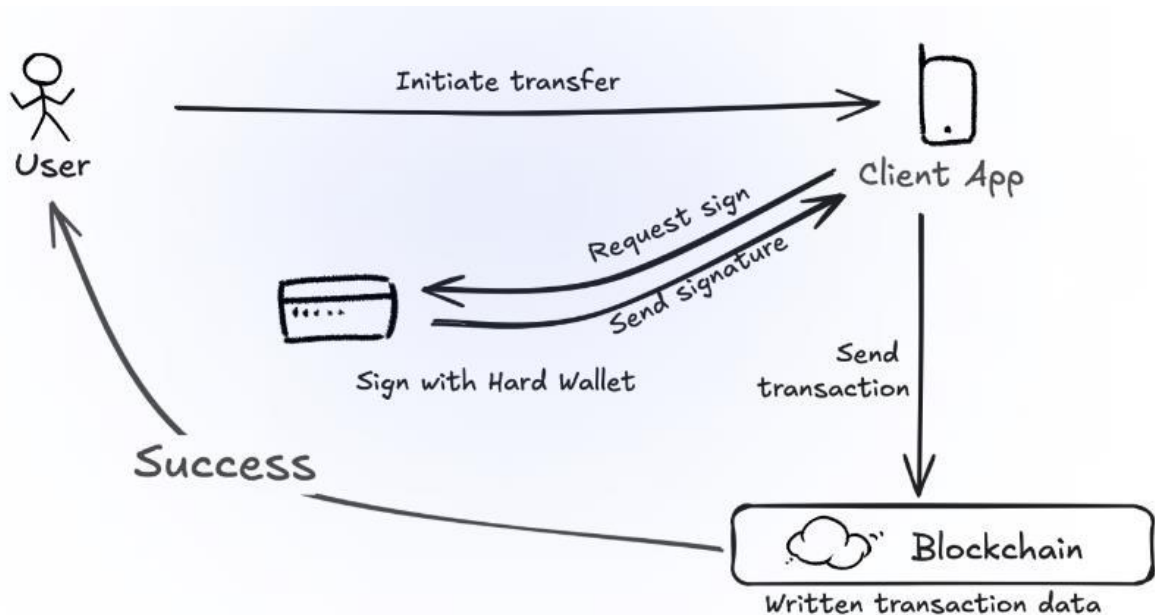 Initiate transfer
User
Client App
Request sign
Send signature
Sign with Hard Wallet
Send
transaction
Success
Blockchain
Written transaction data